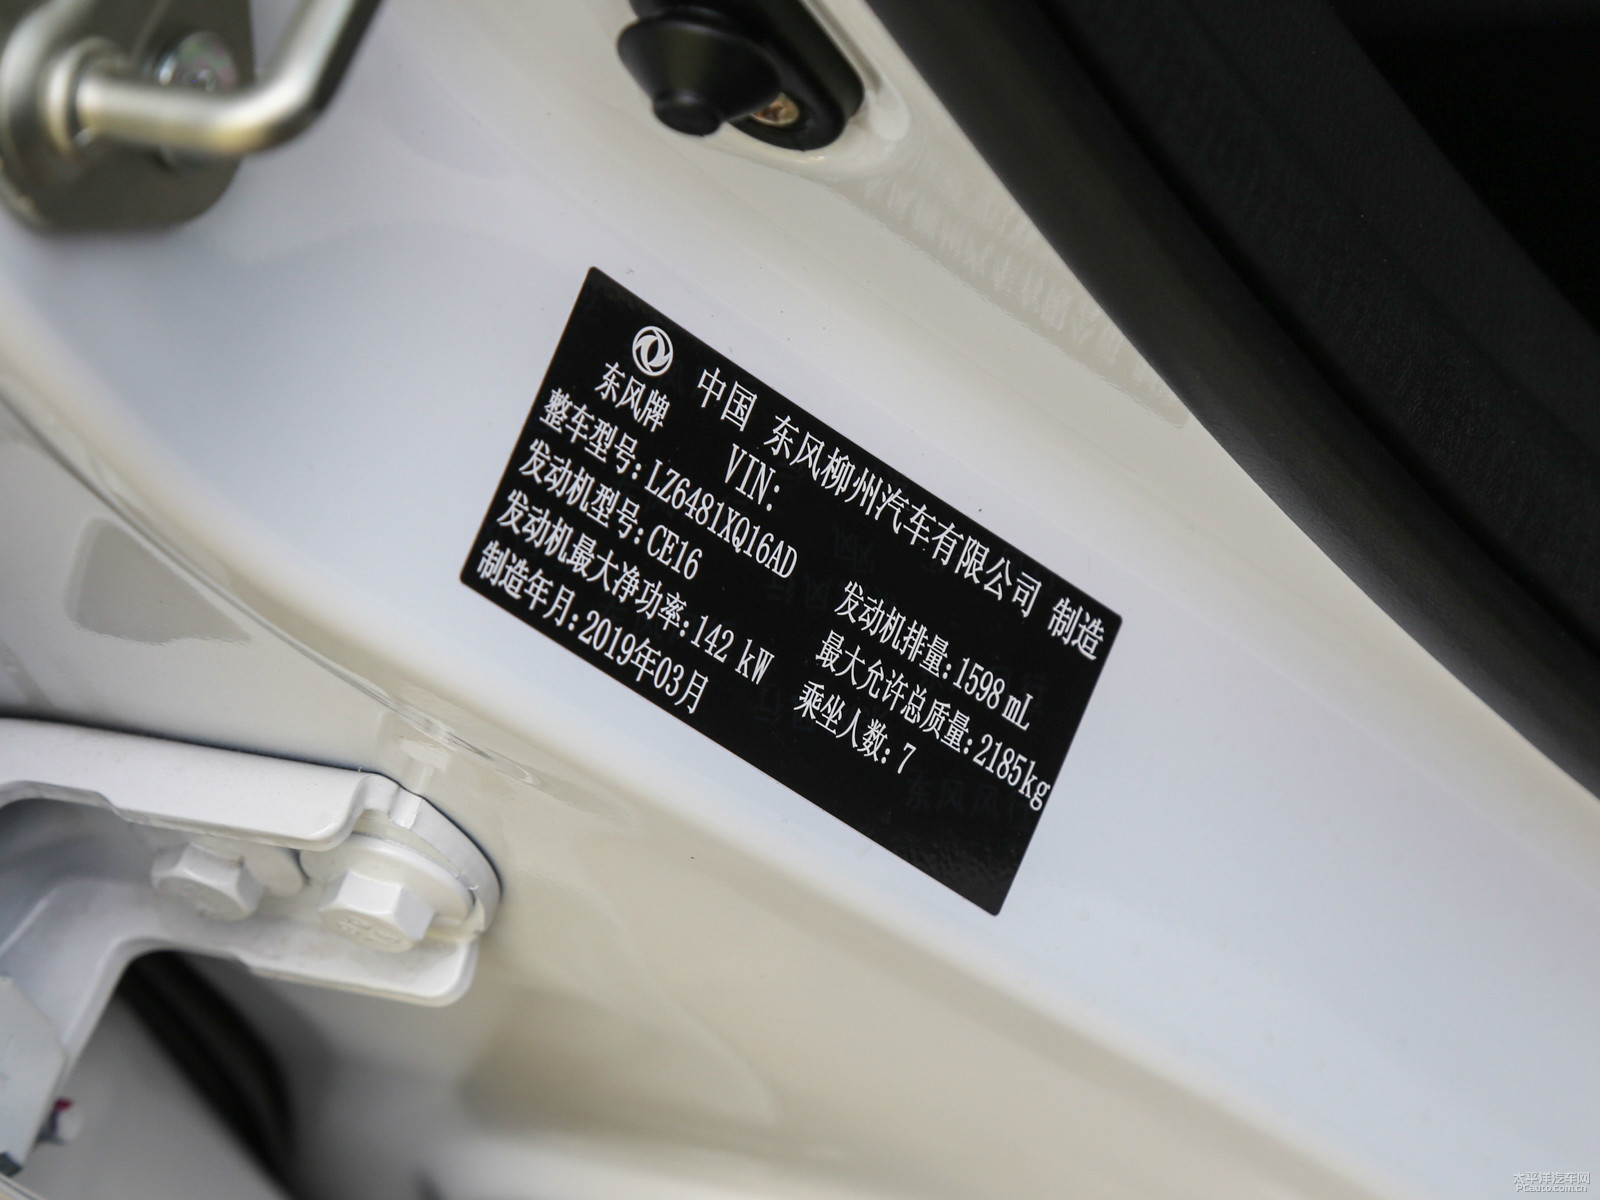 中国 东风柳州汽车有限公司 制造
东风牌 VIN:
整车型号: LZ6481XQ16AD
发动机型号: CE16 发动机排量: 1598 mL
发动机最大净功率: 142 kW 最大允许总质量: 2185kg
制造年月: 2019年03月 乘坐人数: 7
太平洋汽车网
PCauto.com.cn